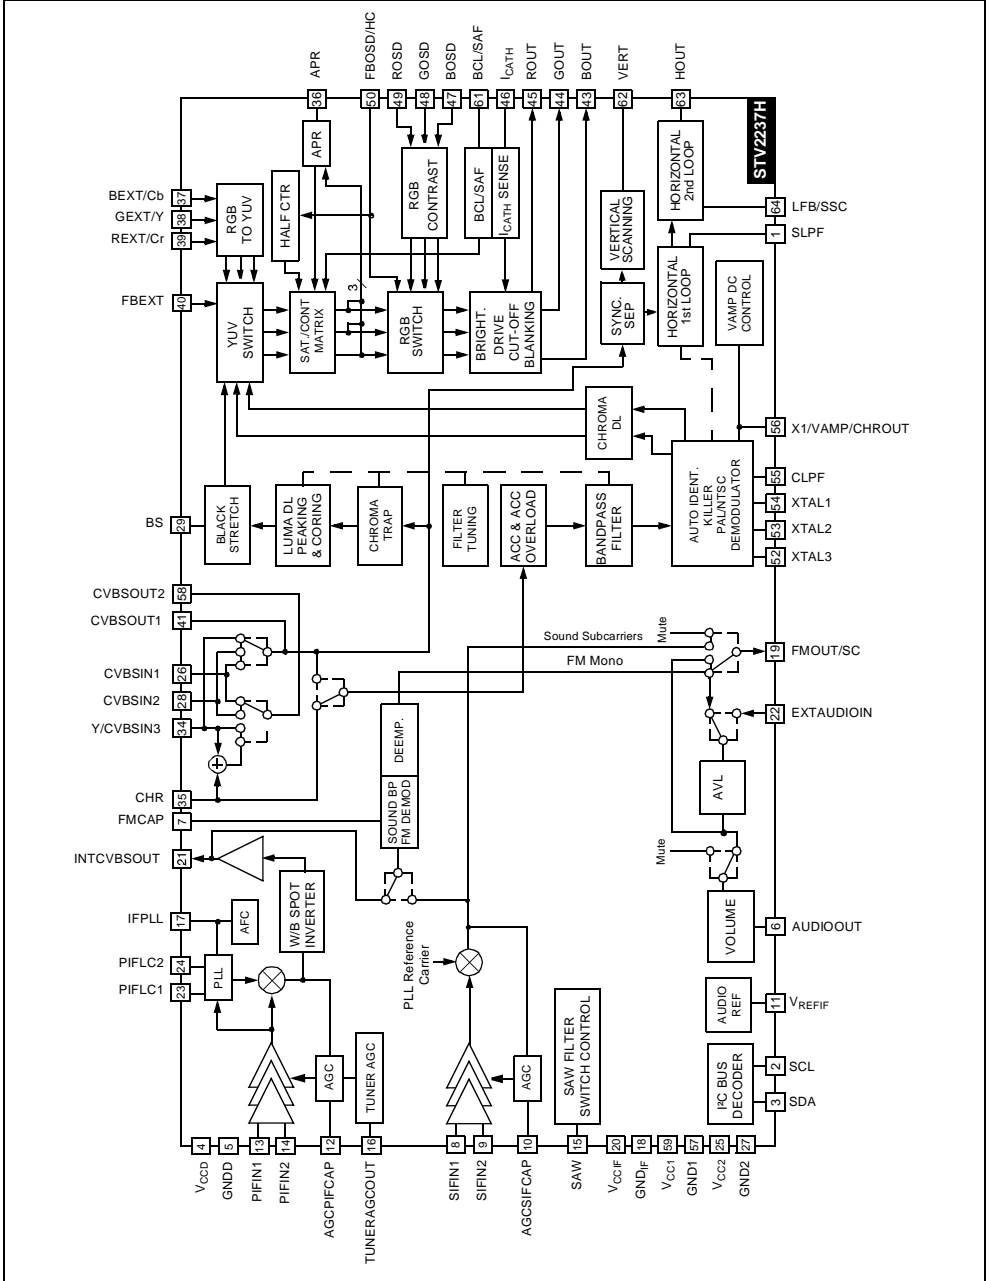 APR
FBOSD/HC
ROSD
GOSD
BOSD
BCL/SAF
ICATH
ROUT
GOUT
BOUT
VERT
HOUT
36
50
49
48
47
61
46
45
44
43
62
63
STV2237H
BEXT/Cb
37
GEXT/Y
38
REXT/Cr
39
FBEXT
40
RGB
TO YUV
HALF CTR
APR
RGB
CONTRAST
BCL/SAF
ICATH SENSE
VERTICAL
SCANNING
HORIZONTAL
2nd LOOP
64
LFB/SSC
1
SLPF
YUV
SWITCH
SAT./CONT
MATRIX
3
RGB
SWITCH
BRIGHT.
DRIVE
CUT-OFF
BLANKING
SYNC.
SEP
HORIZONTAL
1st LOOP
VAMP DC
CONTROL
CHROMA
DL
56
X1/VAMP/CHROUT
BS
29
BLACK
STRETCH
LUMA DL
PEAKING
& CORING
CHROMA
TRAP
FILTER
TUNING
ACC & ACC
OVERLOAD
BANDPASS
FILTER
AUTO IDENT.
KILLER
PAL/NTSC
DEMODULATOR
55
CLPF
54
XTAL1
53
XTAL2
52
XTAL3
CVBSOUT2
58
CVBSOUT1
41
CVBSIN1
26
CVBSIN2
28
Y/CVBSIN3
34
CHR
35
FMCAP
7
INTCVBSOUT
21
Sound Subcarriers
Mute
FM Mono
19
FMOUT/SC
22
EXTAUDIOIN
DEEMP.
SOUND BP
FM DEMOD
AVL
Mute
VOLUME
6
AUDIOOUT
IFPLL
17
AFC
W/B SPOT
INVERTER
PIFLC2
24
PIFLC1
23
PLL
PLL Reference
Carrier
AUDIO
REF
11
VREFIF
AGC
TUNER AGC
AGC
SAW FILTER
SWITCH CONTROL
I²C BUS
DECODER
2
SCL
3
SDA
4
5
13
14
12
16
8
9
10
15
20
18
59
57
25
27
VCCD
GNDD
PIFIN1
PIFIN2
AGCPIFCAP
TUNERAGCOUT
SIFIN1
SIFIN2
AGCSIFCAP
SAW
VCCIF
GNDIF
VCC1
GND1
VCC2
GND2